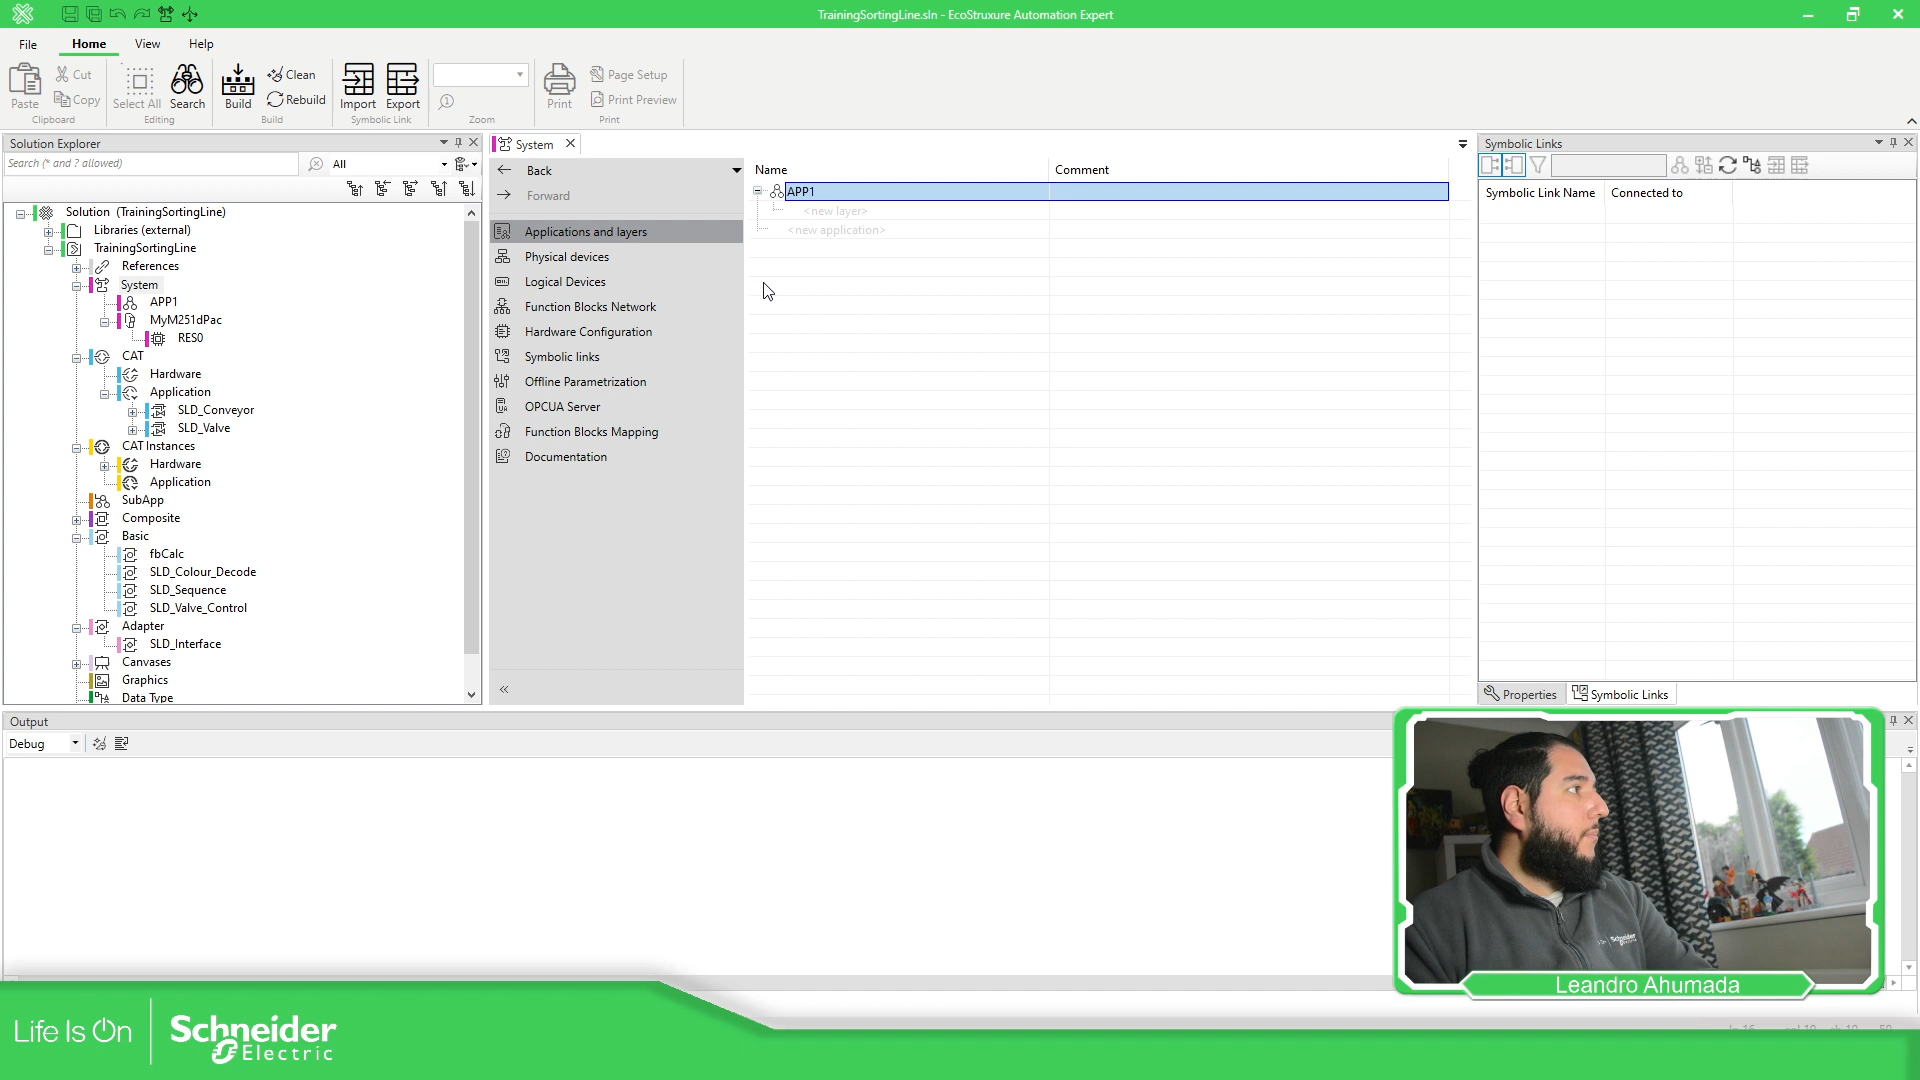 TrainingSortingLine.sln - EcoStruxure Automation Expert
File Home View Help
Paste Cut Copy Select All Search Build Clean Rebuild Import Export Print Page Setup Print Preview
Clipboard Editing Build Symbolic Link Zoom Print
Solution Explorer
Search (* and ? allowed) All
Solution (TrainingSortingLine)
Libraries (external)
TrainingSortingLine
References
System
APP1
MyM251dPac
RES0
CAT
Hardware
Application
SLD_Conveyor
SLD_Valve
CAT Instances
Hardware
Application
SubApp
Composite
Basic
fbCalc
SLD_Colour_Decode
SLD_Sequence
SLD_Valve_Control
Adapter
SLD_Interface
Canvases
Graphics
Data Type
System
Back
Forward
Applications and layers
Physical devices
Logical Devices
Function Blocks Network
Hardware Configuration
Symbolic links
Offline Parametrization
OPCUA Server
Function Blocks Mapping
Documentation
«
Name Comment
APP1
<new layer>
<new application>
Symbolic Links
Symbolic Link Name Connected to
Properties Symbolic Links
Output
Debug
Schneider
Leandro Ahumada
Life Is On
Schneider
Electric